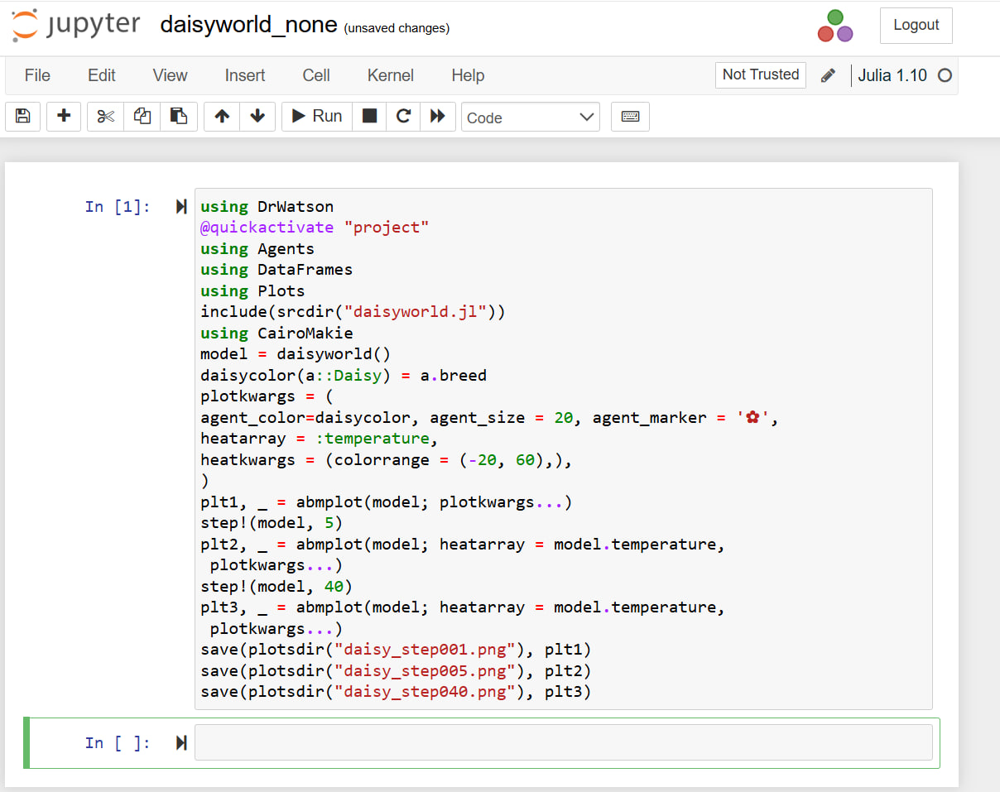 jupyter daisyworld_none (unsaved changes) Logout
File Edit View Insert Cell Kernel Help Not Trusted Julia 1.10
Run Code
In [1]: using DrWatson
@quickactivate "project"
using Agents
using DataFrames
using Plots
include(srcdir("daisyworld.jl"))
using CairoMakie
model = daisyworld()
daisycolor(a::Daisy) = a.breed
plotkwargs = (
agent_color=daisycolor, agent_size = 20, agent_marker = '✿',
heatarray = :temperature,
heatkwargs = (colorrange = (-20, 60),),
)
plt1, _ = abmplot(model; plotkwargs...)
step!(model, 5)
plt2, _ = abmplot(model; heatarray = model.temperature,
 plotkwargs...)
step!(model, 40)
plt3, _ = abmplot(model; heatarray = model.temperature,
 plotkwargs...)
save(plotsdir("daisy_step001.png"), plt1)
save(plotsdir("daisy_step005.png"), plt2)
save(plotsdir("daisy_step040.png"), plt3)
In [ ]: